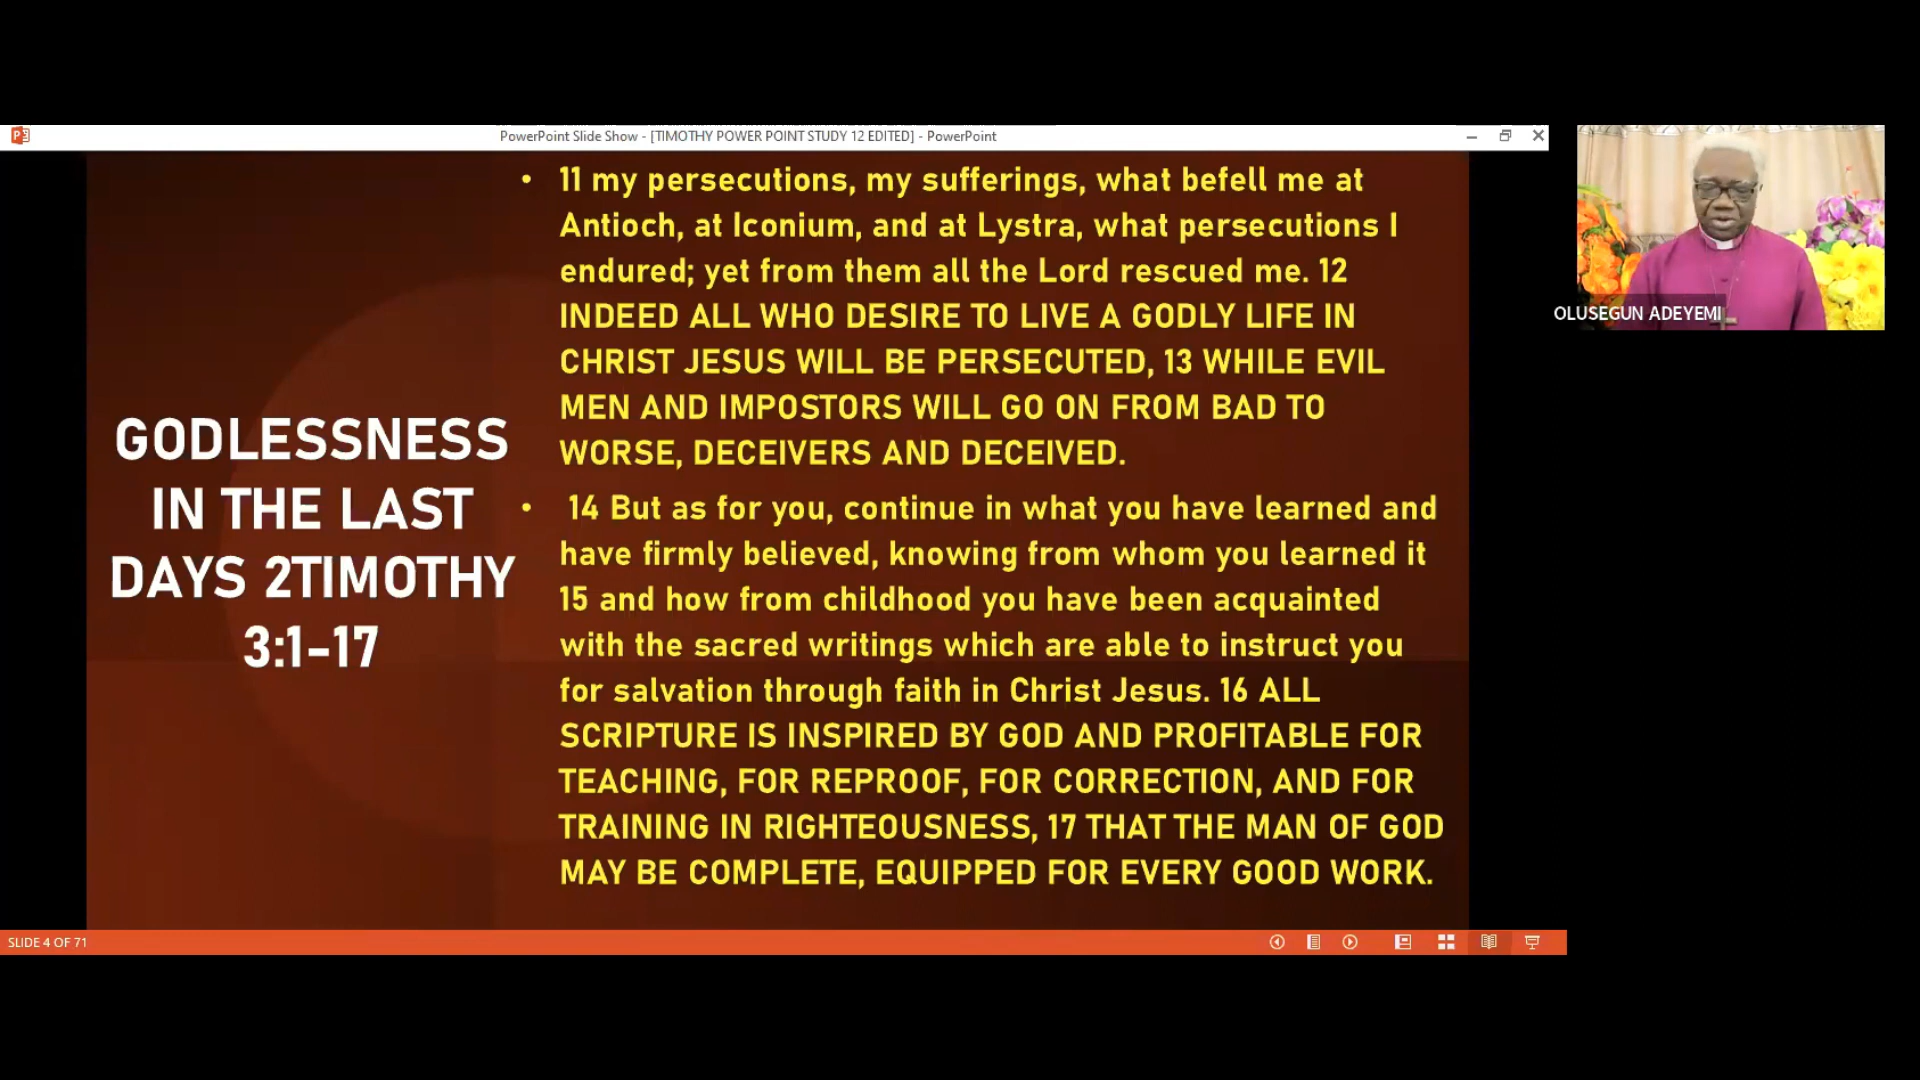 PowerPoint Slide Show - [TIMOTHY POWER POINT STUDY 12 EDITED] - PowerPoint
GODLESSNESS
IN THE LAST
DAYS 2TIMOTHY
3:1-17
• 11 my persecutions, my sufferings, what befell me at
Antioch, at Iconium, and at Lystra, what persecutions I
endured; yet from them all the Lord rescued me. 12
INDEED ALL WHO DESIRE TO LIVE A GODLY LIFE IN
CHRIST JESUS WILL BE PERSECUTED, 13 WHILE EVIL
MEN AND IMPOSTORS WILL GO ON FROM BAD TO
WORSE, DECEIVERS AND DECEIVED.
• 14 But as for you, continue in what you have learned and
have firmly believed, knowing from whom you learned it
15 and how from childhood you have been acquainted
with the sacred writings which are able to instruct you
for salvation through faith in Christ Jesus. 16 ALL
SCRIPTURE IS INSPIRED BY GOD AND PROFITABLE FOR
TEACHING, FOR REPROOF, FOR CORRECTION, AND FOR
TRAINING IN RIGHTEOUSNESS, 17 THAT THE MAN OF GOD
MAY BE COMPLETE, EQUIPPED FOR EVERY GOOD WORK.
OLUSEGUN ADEYEMI
SLIDE 4 OF 71